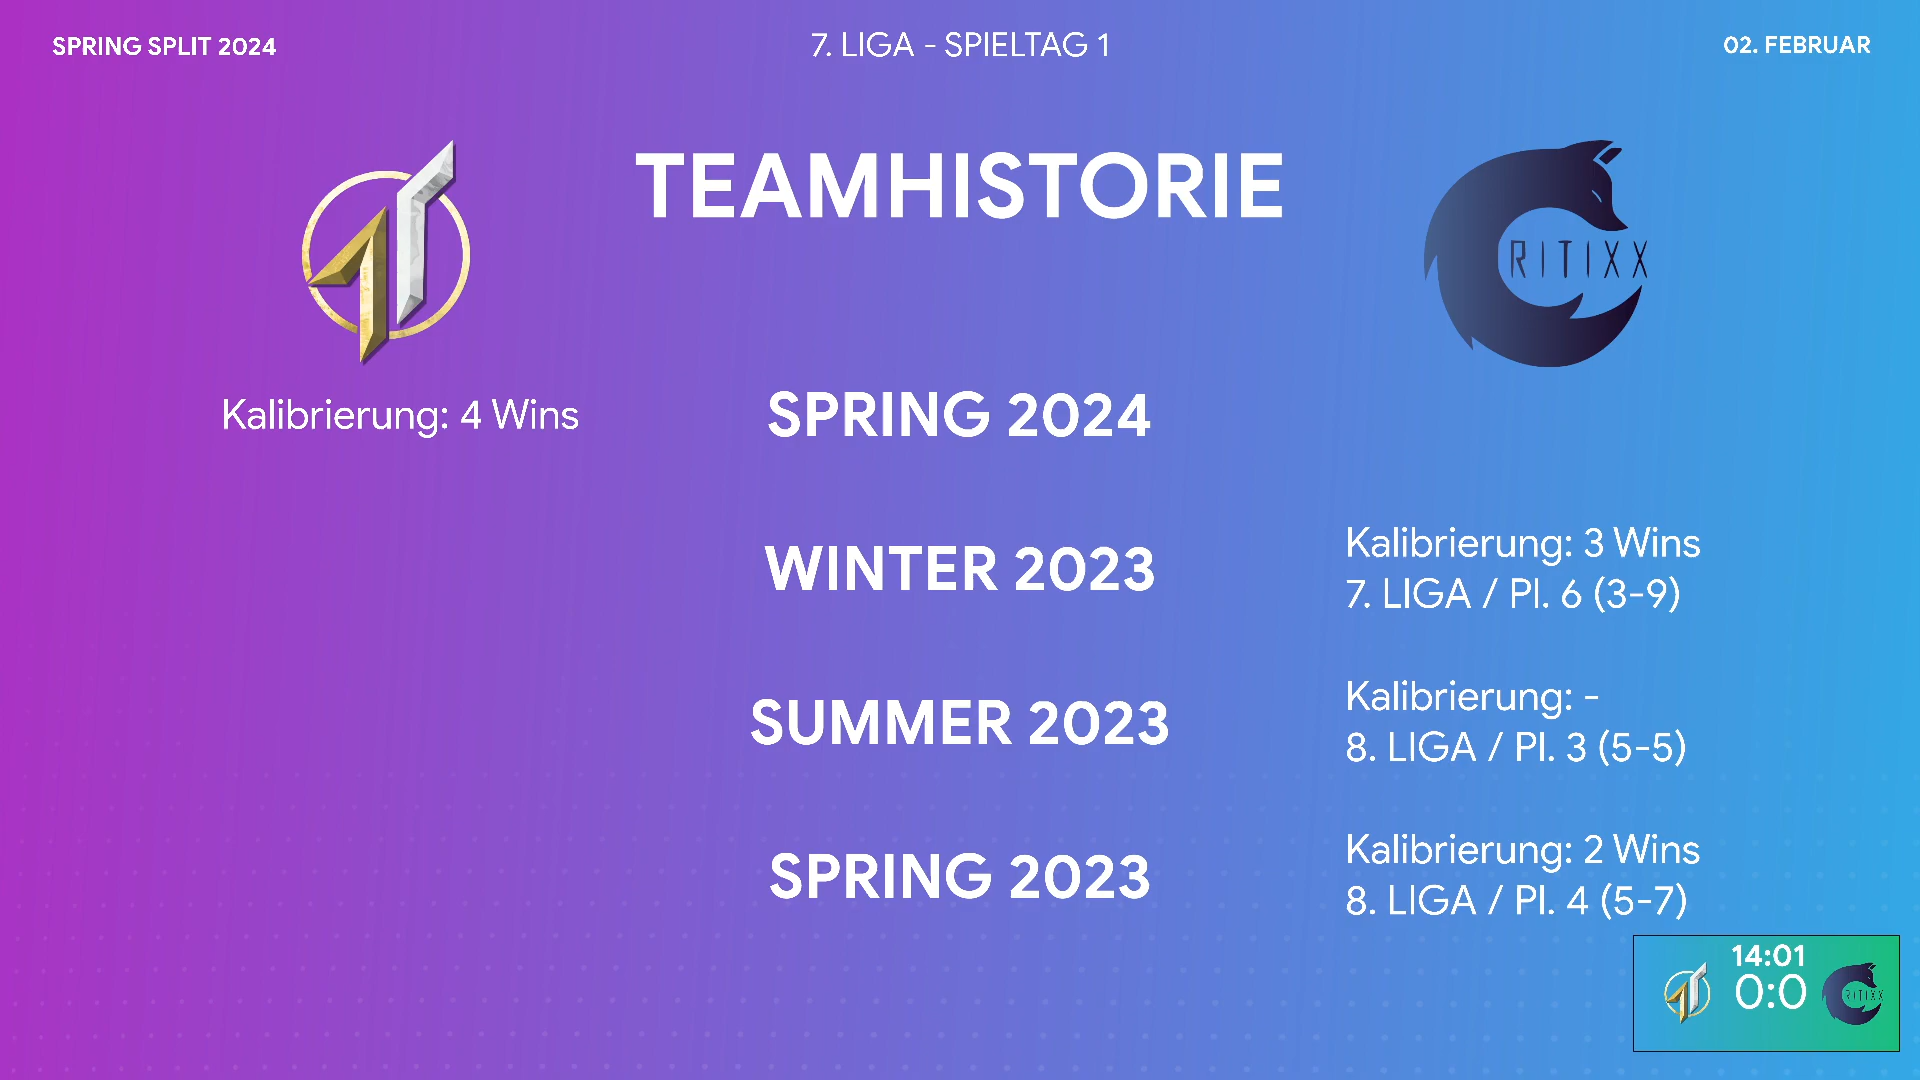 SPRING SPLIT 2024
7. LIGA - SPIELTAG 1
02. FEBRUAR
TEAMHISTORIE
RITIXX
Kalibrierung: 4 Wins
SPRING 2024
WINTER 2023
Kalibrierung: 3 Wins
7. LIGA / Pl. 6 (3-9)
SUMMER 2023
Kalibrierung: -
8. LIGA / Pl. 3 (5-5)
SPRING 2023
Kalibrierung: 2 Wins
8. LIGA / Pl. 4 (5-7)
14:01
0:0
RITIXX